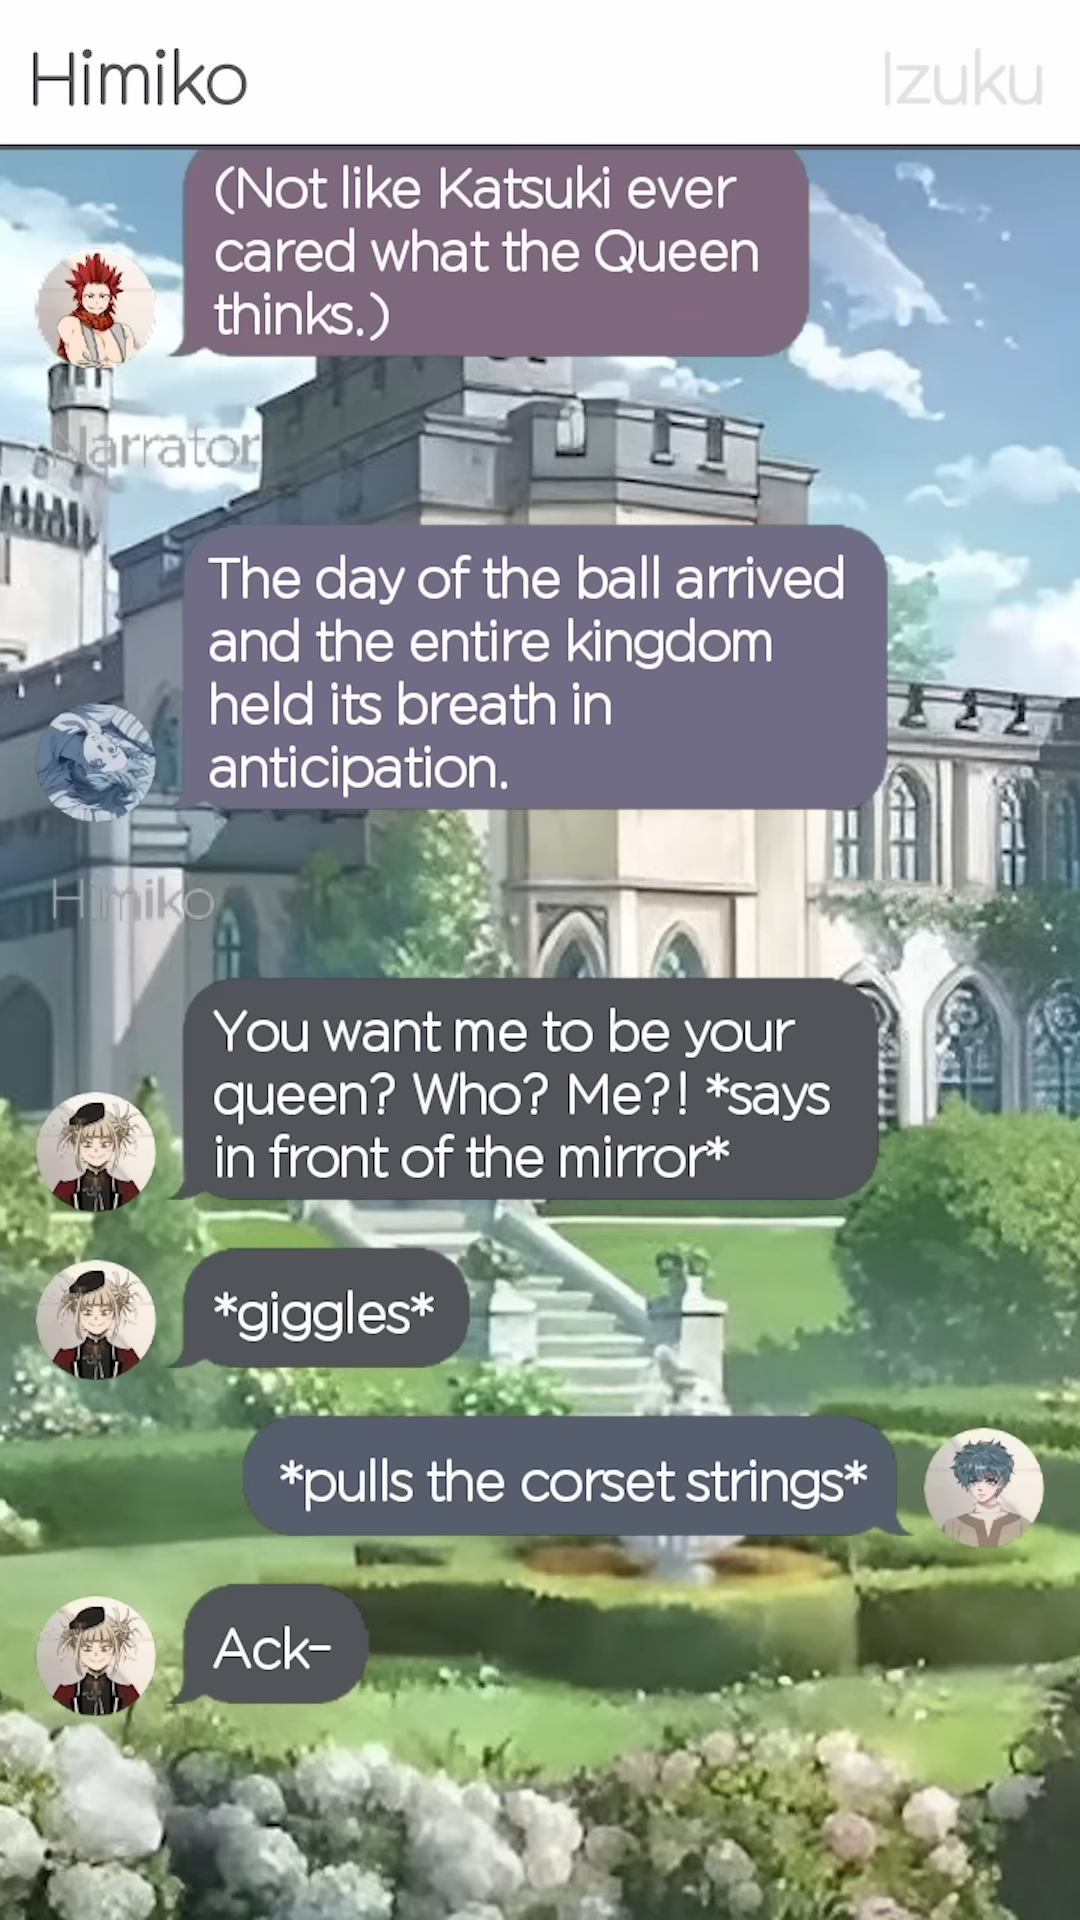 Himiko
Izuku
(Not like Katsuki ever
cared what the Queen
thinks.)
Narrator
The day of the ball arrived
and the entire kingdom
held its breath in
anticipation.
Himiko
You want me to be your
queen? Who? Me?! *says
in front of the mirror*
*giggles*
*pulls the corset strings*
Ack-